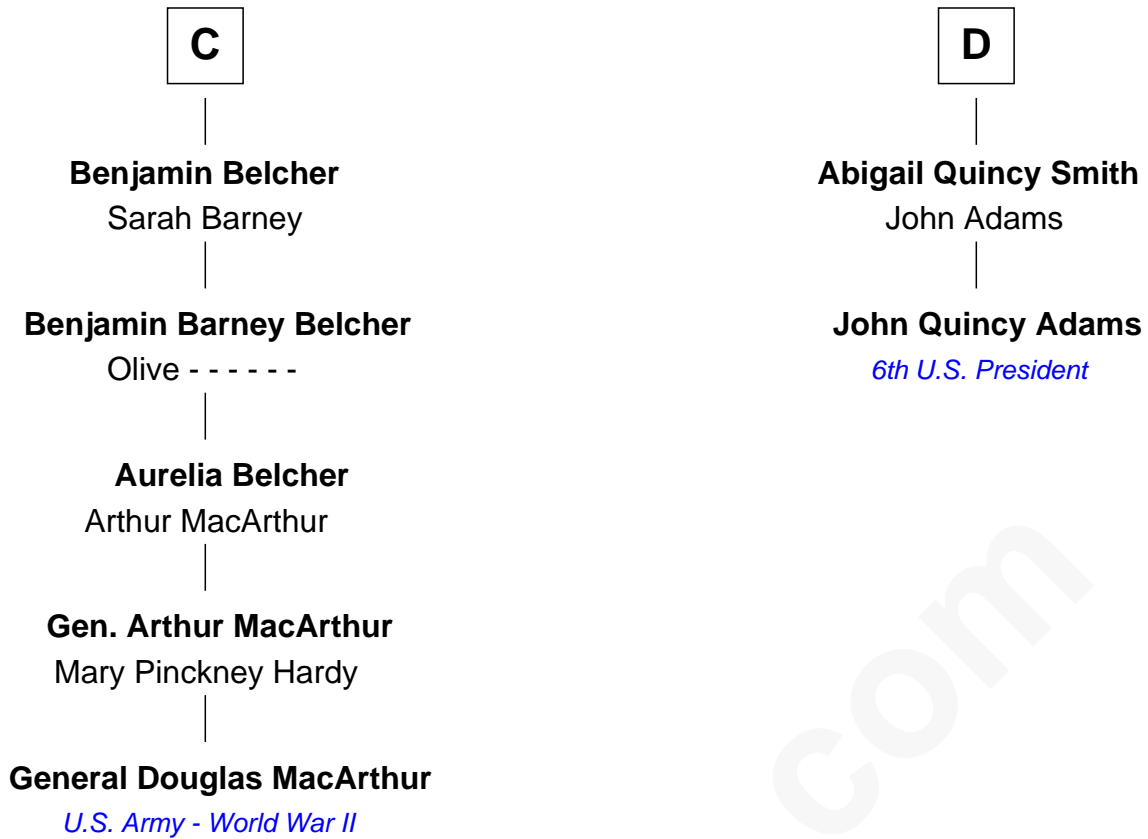 C
Benjamin Belcher
Sarah Barney
Benjamin Barney Belcher
Olive - - - - - -
Aurelia Belcher
Arthur MacArthur
Gen. Arthur MacArthur
Mary Pinckney Hardy
General Douglas MacArthur
U.S. Army - World War II
D
Abigail Quincy Smith
John Adams
John Quincy Adams
6th U.S. President
com